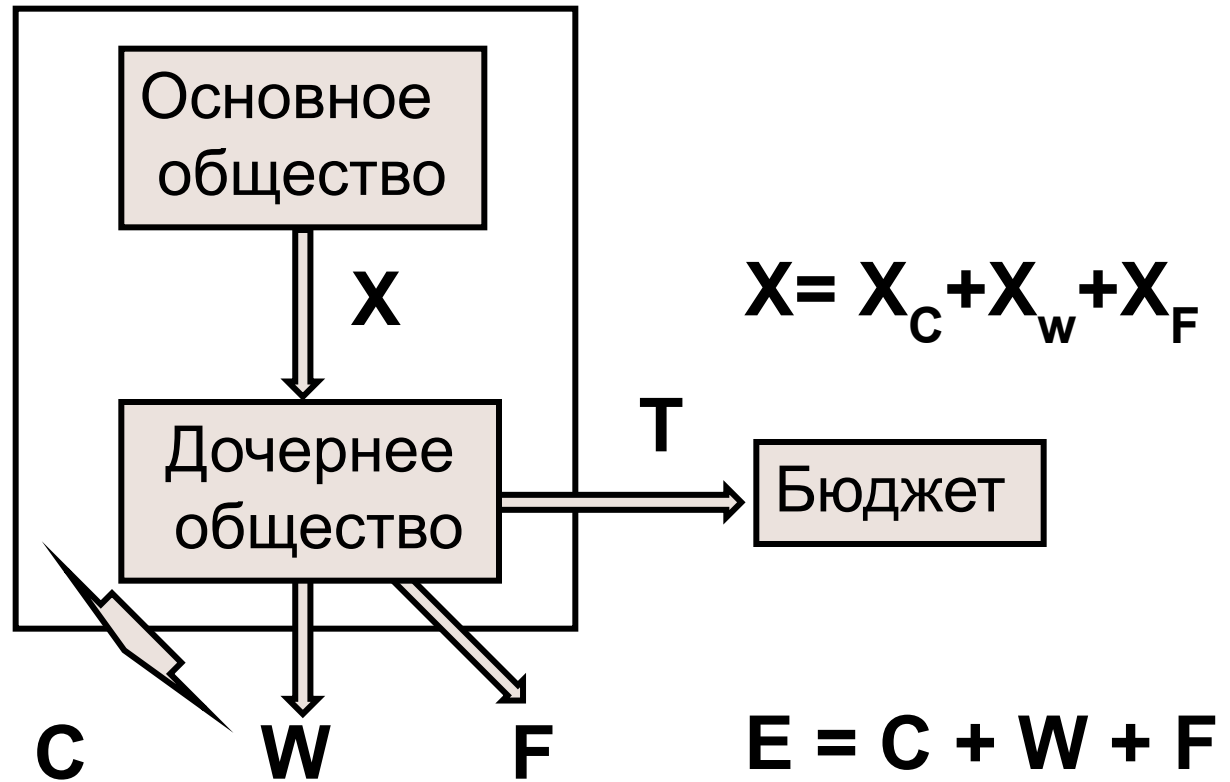 Основное
общество
X
X= X_C+X_w+X_F
T
Дочернее
общество
Бюджет
C
W
F
E = C + W + F